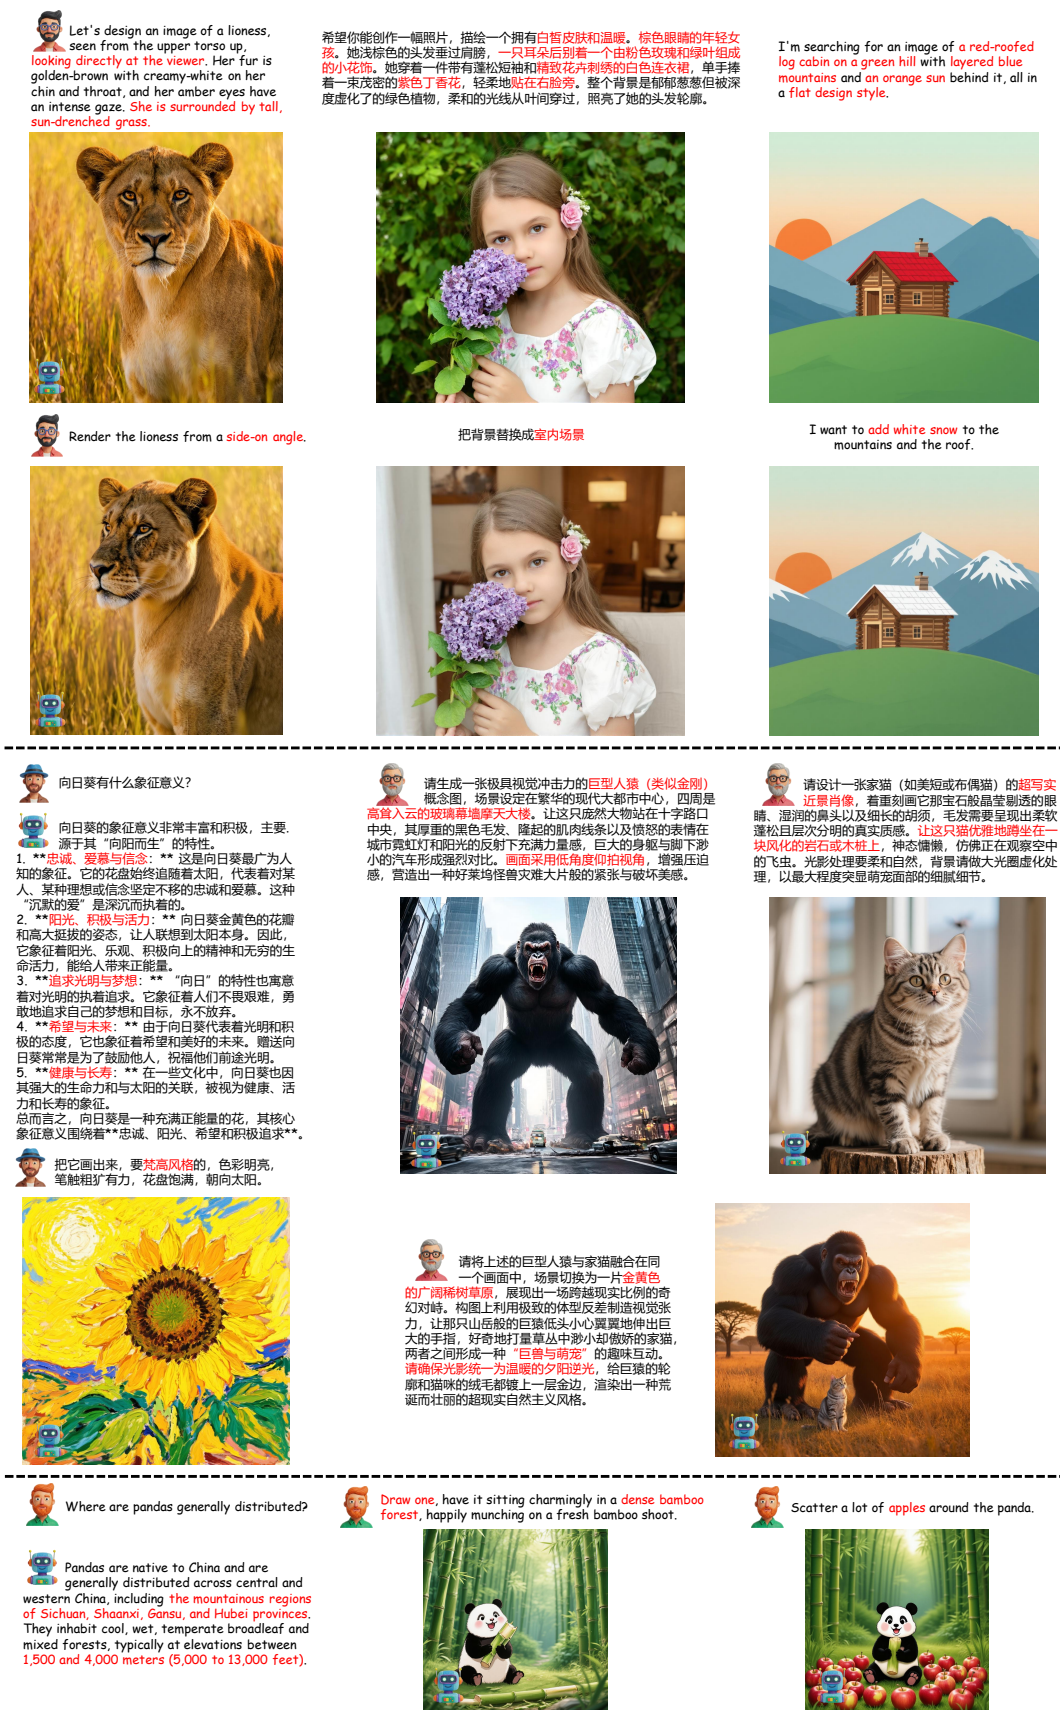 Let's design an image of a lioness,
seen from the upper torso up,
looking directly at the viewer. Her fur is
golden-brown with creamy-white on her
chin and throat, and her amber eyes have
an intense gaze. She is surrounded by tall,
sun-drenched grass.
希望你能创作一幅照片，描绘一个拥有白皙皮肤和温暖。棕色眼睛的年轻女
孩。她浅棕色的头发垂过肩膀，一只耳朵后别着一个由粉色玫瑰和绿叶组成
的小花饰。她穿着一件带有蓬松短袖和精致花卉刺绣的白色连衣裙，单手捧
着一束茂密的紫色丁香花，轻柔地贴在右脸旁。整个背景是郁郁葱葱但被深
度虚化了的绿色植物，柔和的光线从叶间穿过，照亮了她的头发轮廓。
I'm searching for an image of a red-roofed
log cabin on a green hill with layered blue
mountains and an orange sun behind it, all in
a flat design style.
Render the lioness from a side-on angle.
把背景替换成室内场景
I want to add white snow to the
mountains and the roof.
向日葵有什么象征意义？
向日葵的象征意义非常丰富和积极，主要.
源于其“向阳而生”的特性。
1. **忠诚、爱慕与信念：** 这是向日葵最广为人
知的象征。它的花盘始终追随着太阳，代表着对某
人、某种理想或信念坚定不移的忠诚和爱慕。这种
“沉默的爱”是深沉而执着的。
2. **阳光、积极与活力：** 向日葵金黄色的花瓣
和高大挺拔的姿态，让人联想到太阳本身。因此，
它象征着阳光、乐观、积极向上的精神和无穷的生
命活力，能给人带来正能量。
3. **追求光明与梦想：** “向日”的特性也寓意
着对光明的执着追求。它象征着人们不畏艰难，勇
敢地追求自己的梦想和目标，永不放弃。
4. **希望与未来：** 由于向日葵代表着光明和积
极的态度，它也象征着希望和美好的未来。赠送向
日葵常常是为了鼓励他人，祝福他们前途光明。
5. **健康与长寿：** 在一些文化中，向日葵也因
其强大的生命力和与太阳的关联，被视为健康、活
力和长寿的象征。
总而言之，向日葵是一种充满正能量的花，其核心
象征意义围绕着**忠诚、阳光、希望和积极追求**。
把它画出来，要梵高风格的，色彩明亮，
笔触粗犷有力，花盘饱满，朝向太阳。
请生成一张极具视觉冲击力的巨型人猿（类似金刚）
概念图，场景设定在繁华的现代大都市中心，四周是
高耸入云的玻璃幕墙摩天大楼。让这只庞然大物站在十字路口
中央，其厚重的黑色毛发、隆起的肌肉线条以及愤怒的表情在
城市霓虹灯和阳光的反射下充满力量感，巨大的身躯与脚下渺
小的汽车形成强烈对比。画面采用低角度仰拍视角，增强压迫
感，营造出一种好莱坞怪兽灾难大片般的紧张与破坏美感。
请设计一张家猫（如美短或布偶猫）的超写实
近景肖像，着重刻画它那宝石般晶莹剔透的眼
睛、湿润的鼻头以及细长的胡须，毛发需要呈现出柔软
蓬松且层次分明的真实质感。让这只猫优雅地蹲坐在一
块风化的岩石或木桩上，神态慵懒，仿佛正在观察空中
的飞虫。光影处理要柔和自然，背景请做大光圈虚化处
理，以最大程度突显萌宠面部的细腻细节。
请将上述的巨型人猿与家猫融合在同
一个画面中，场景切换为一片金黄色
的广阔稀树草原，展现出一场跨越现实比例的奇
幻对峙。构图上利用极致的体型反差制造视觉张
力，让那只山岳般的巨猿低头小心翼翼地伸出巨
大的手指，好奇地打量草丛中渺小却傲娇的家猫，
两者之间形成一种“巨兽与萌宠”的趣味互动。
请确保光影统一为温暖的夕阳逆光，给巨猿的轮
廓和猫咪的绒毛都镀上一层金边，渲染出一种荒
诞而壮丽的超现实自然主义风格。
Where are pandas generally distributed?
Pandas are native to China and are
generally distributed across central and
western China, including the mountainous regions
of Sichuan, Shaanxi, Gansu, and Hubei provinces.
They inhabit cool, wet, temperate broadleaf and
mixed forests, typically at elevations between
1,500 and 4,000 meters (5,000 to 13,000 feet).
Draw one, have it sitting charmingly in a dense bamboo
forest, happily munching on a fresh bamboo shoot.
Scatter a lot of apples around the panda.